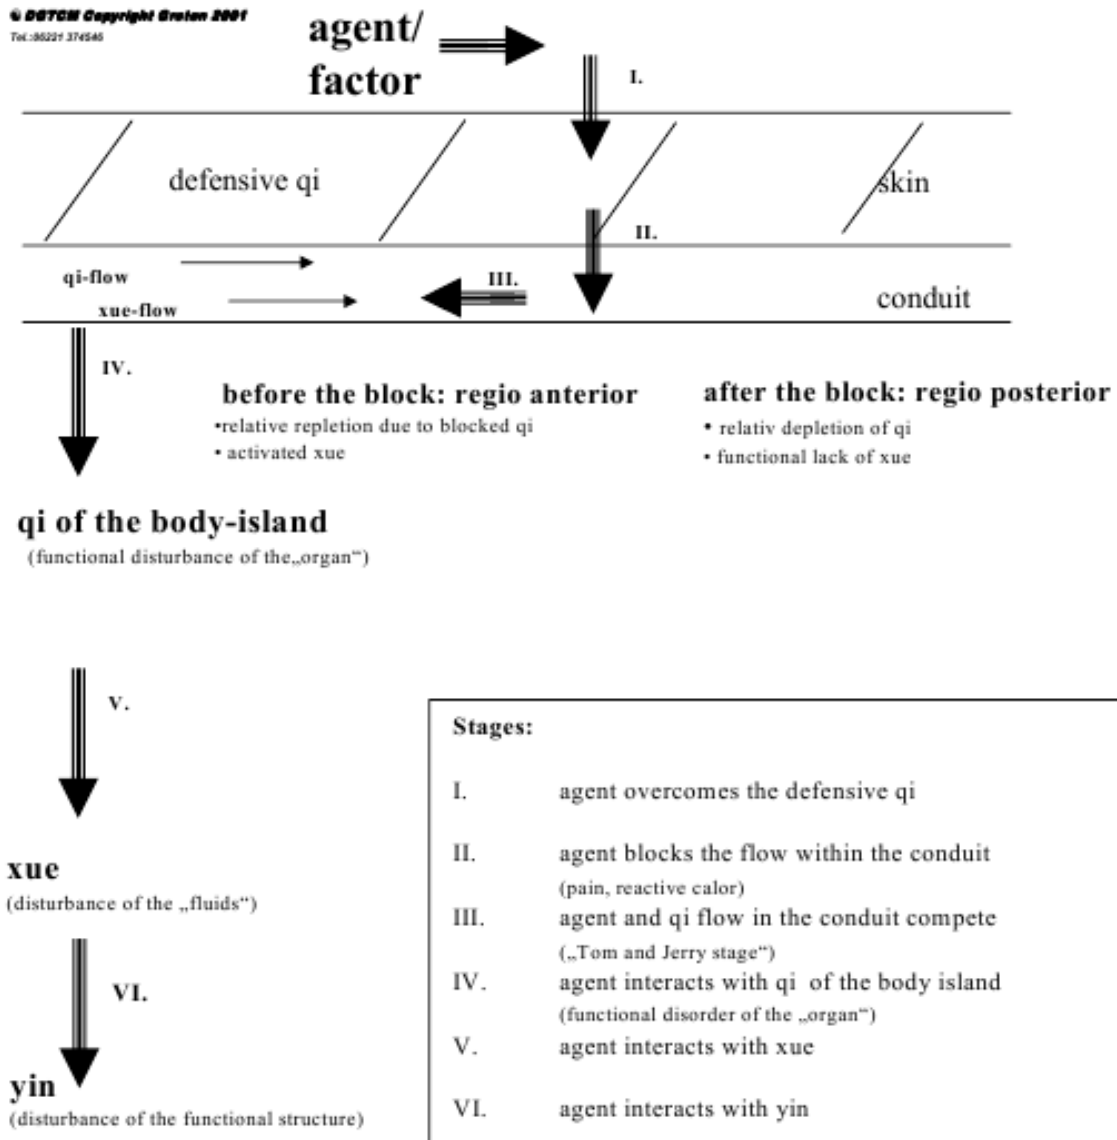 © DGTCM Copyright Greten 2001
Tel.:06221 374546
agent/
factor
I.
defensive qi
skin
II.
qi-flow
III.
xue-flow
conduit
IV.
before the block: regio anterior
•relative repletion due to blocked qi
• activated xue
after the block: regio posterior
• relativ depletion of qi
• functional lack of xue
qi of the body-island
(functional disturbance of the„organ“)
V.
xue
(disturbance of the „fluids“)
VI.
yin
(disturbance of the functional structure)
Stages:
I. agent overcomes the defensive qi
II. agent blocks the flow within the conduit
(pain, reactive calor)
III. agent and qi flow in the conduit compete
(„Tom and Jerry stage“)
IV. agent interacts with qi of the body island
(functional disorder of the „organ“)
V. agent interacts with xue
VI. agent interacts with yin